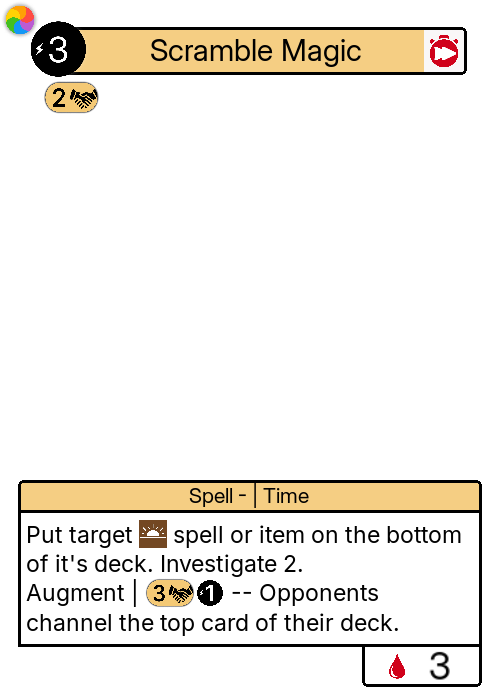 3 Scramble Magic
2
Spell - | Time
Put target spell or item on the bottom
of it's deck. Investigate 2.
Augment | 3 1 -- Opponents
channel the top card of their deck.
3